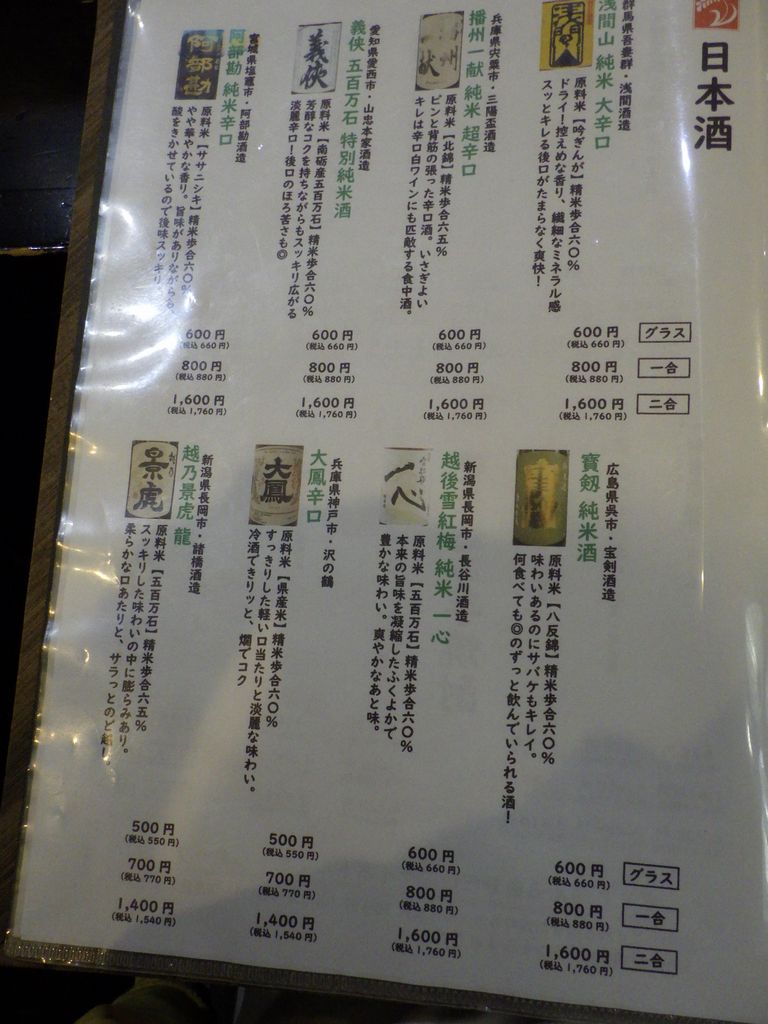 日本酒
群馬県吾妻群・浅間酒造
浅間山 純米 大辛口
原料米【吟ぎんが】精米歩合六〇%
ドライ！控えめな香り、繊細なミネラル感
スッとキレる後口がたまらなく爽快！
兵庫県宍粟市・三陽盃酒造
播州一献 純米 超辛口
原料米【北錦】精米歩合六五%
ピンと背筋の張った辛口酒。いさぎよい
キレは辛口白ワインにも匹敵する食中酒。
愛知県愛西市・山忠本家酒造
義侠 五百万石 特別純米酒
原料米【南砺産五百万石】精米歩合六〇%
芳醇なコクを持ちながらもスッキリ広がる
淡麗辛口！後口のほろ苦さも◎
宮城県塩竈市・阿部勘酒造
阿部勘 純米辛口
原料米【ササニシキ】精米歩合六〇%
やや華やかな香り。旨味がありながらも、
酸をきかせているので後味スッキリ
浅間山
義侠
阿部勘
グラス
600円
(税込 660円)
600円
(税込 660円)
600円
(税込 660円)
600円
(税込 660円)
一合
800円
(税込 880円)
800円
(税込 880円)
800円
(税込 880円)
800円
(税込 880円)
二合
1,600円
(税込 1,760円)
1,600円
(税込 1,760円)
1,600円
(税込 1,760円)
1,600円
(税込 1,760円)
広島県呉市・宝剣酒造
寶剱 純米酒
原料米【八反錦】精米歩合六〇%
味わいあるのにサバケもキレイ。
何食べても◎のずっと飲んでいられる酒！
新潟県長岡市・長谷川酒造
越後雪紅梅 純米 一心
原料米【五百万石】精米歩合六〇%
本来の旨味を凝縮したふくよかで
豊かな味わい。爽やかなあと味。
兵庫県神戸市・沢の鶴
大鳳辛口
原料米【県産米】精米歩合六〇%
すっきりした軽い口当たりと淡麗な味わい。
冷酒でキリッと、燗でコク
新潟県長岡市・諸橋酒造
越乃景虎 龍
原料米【五百万石】精米歩合六五%
スッキリした味わいの中に膨らみあり。
柔らかな口あたりと、サラっとのど越し
一心
大鳳
景虎
グラス
600円
(税込 660円)
600円
(税込 660円)
500円
(税込 550円)
500円
(税込 550円)
一合
800円
(税込 880円)
800円
(税込 880円)
700円
(税込 770円)
700円
(税込 770円)
二合
1,600円
(税込 1,760円)
1,600円
(税込 1,760円)
1,400円
(税込 1,540円)
1,400円
(税込 1,540円)